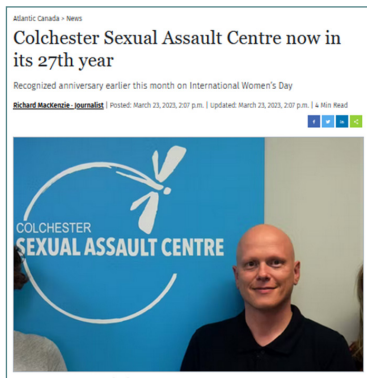 Atlantic Canada > News
Colchester Sexual Assault Centre now in
its 27th year
Recognized anniversary earlier this month on International Women's Day
Richard MacKenzie · Journalist | Posted: March 23, 2023, 2:07 p.m. | Updated: March 23, 2023, 2:07 p.m. | 4 Min Read
COLCHESTER
SEXUAL ASSAULT CENTRE